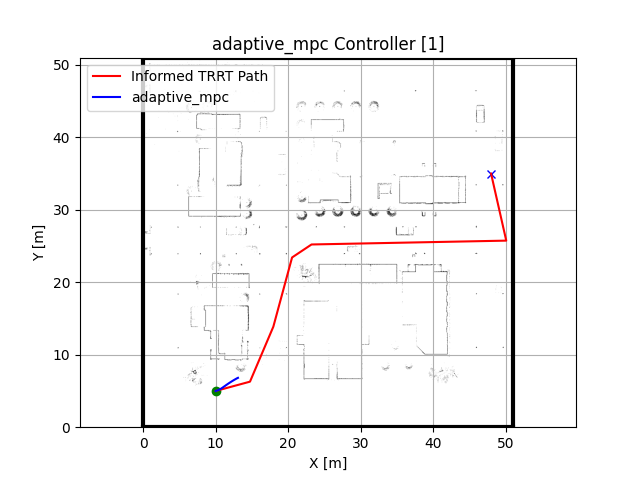 adaptive_mpc Controller [1]
Informed TRRT Path
adaptive_mpc
50
40
30
20
10
0
Y [m]
0 10 20 30 40 50
X [m]